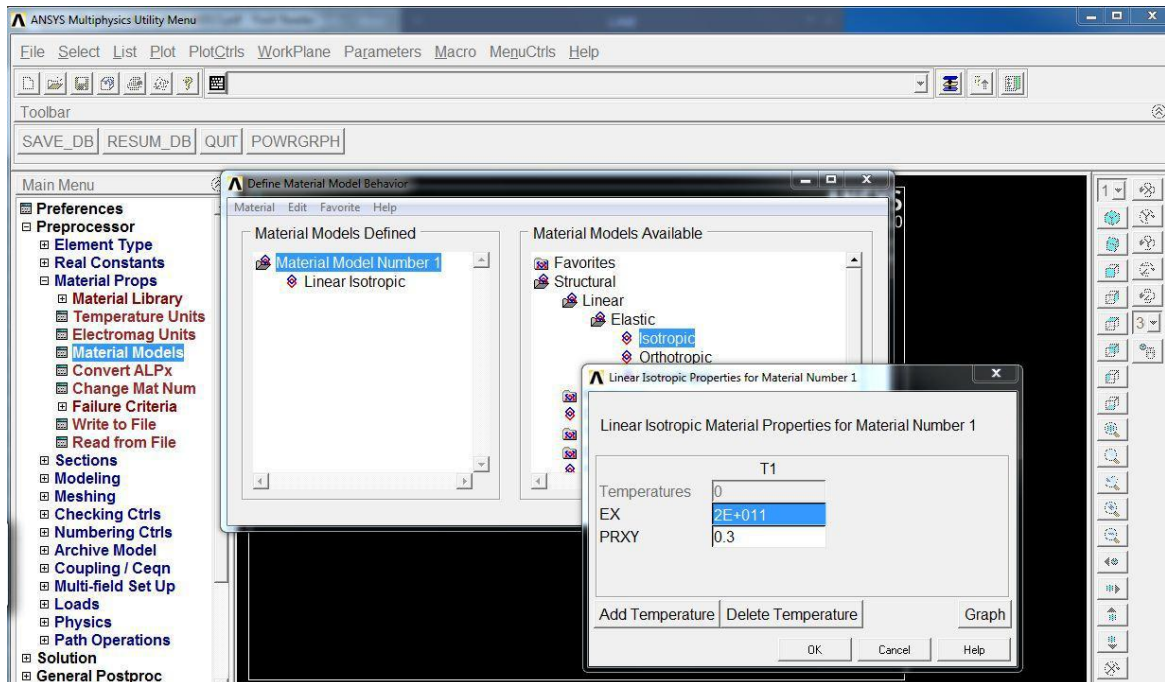 ANSYS Multiphysics Utility Menu
File Select List Plot PlotCtrls WorkPlane Parameters Macro MenuCtrls Help
Toolbar
SAVE_DB RESUM_DB QUIT POWRGRPH
Main Menu
Preferences
Preprocessor
Element Type
Real Constants
Material Props
Material Library
Temperature Units
Electromag Units
Material Models
Convert ALPx
Change Mat Num
Failure Criteria
Write to File
Read from File
Sections
Modeling
Meshing
Checking Ctrls
Numbering Ctrls
Archive Model
Coupling / Ceqn
Multi-field Set Up
Loads
Physics
Path Operations
Solution
General Postproc
Define Material Model Behavior
Material Edit Favorite Help
Material Models Defined
Material Model Number 1
Linear Isotropic
Material Models Available
Favorites
Structural
Linear
Elastic
Isotropic
Orthotropic
Linear Isotropic Properties for Material Number 1
Linear Isotropic Material Properties for Material Number 1
T1
Temperatures 0
EX 2E+011
PRXY 0.3
Add Temperature Delete Temperature Graph
OK Cancel Help
S
0
1
3